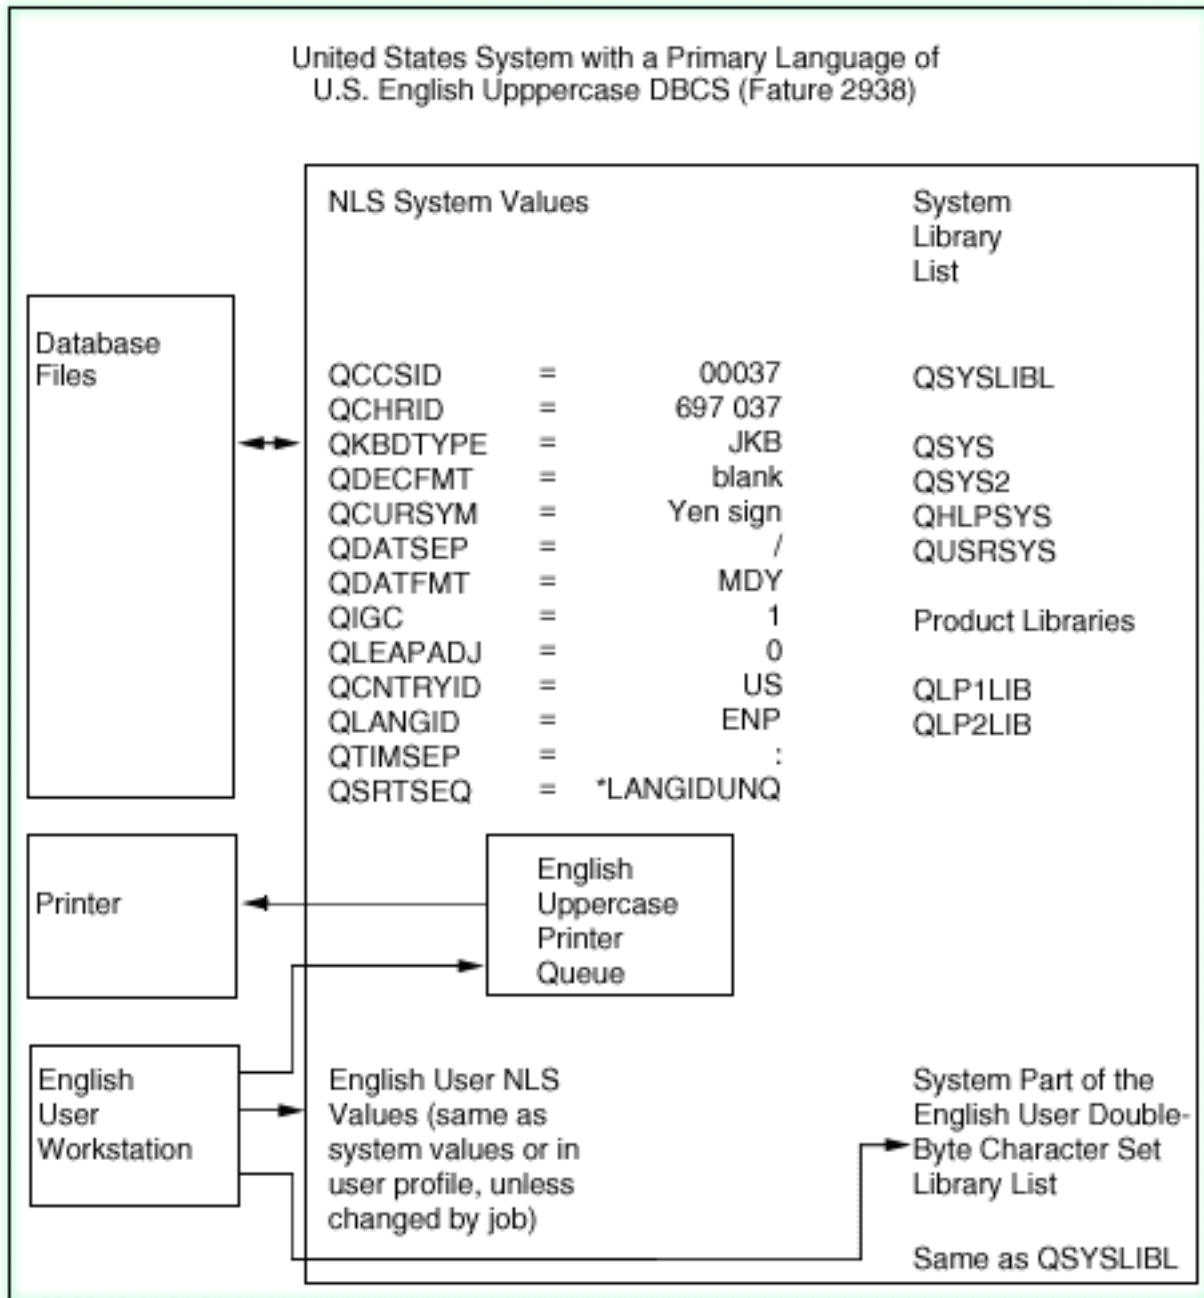 United States System with a Primary Language of
U.S. English Upppercase DBCS (Fature 2938)
NLS System Values
System
Library
List
Database
Files
QCCSID = 00037
QCHRID = 697 037
QKBDTYPE = JKB
QDECFMT = blank
QCURSYM = Yen sign
QDATSEP = /
QDATFMT = MDY
QIGC = 1
QLEAPADJ = 0
QCNTRYID = US
QLANGID = ENP
QTIMSEP = :
QSRTSEQ = *LANGIDUNQ
QSYSLIBL
QSYS
QSYS2
QHLPSYS
QUSRSYS
Product Libraries
QLP1LIB
QLP2LIB
Printer
English
Uppercase
Printer
Queue
English
User
Workstation
English User NLS
Values (same as
system values or in
user profile, unless
changed by job)
System Part of the
English User Double-
Byte Character Set
Library List
Same as QSYSLIBL